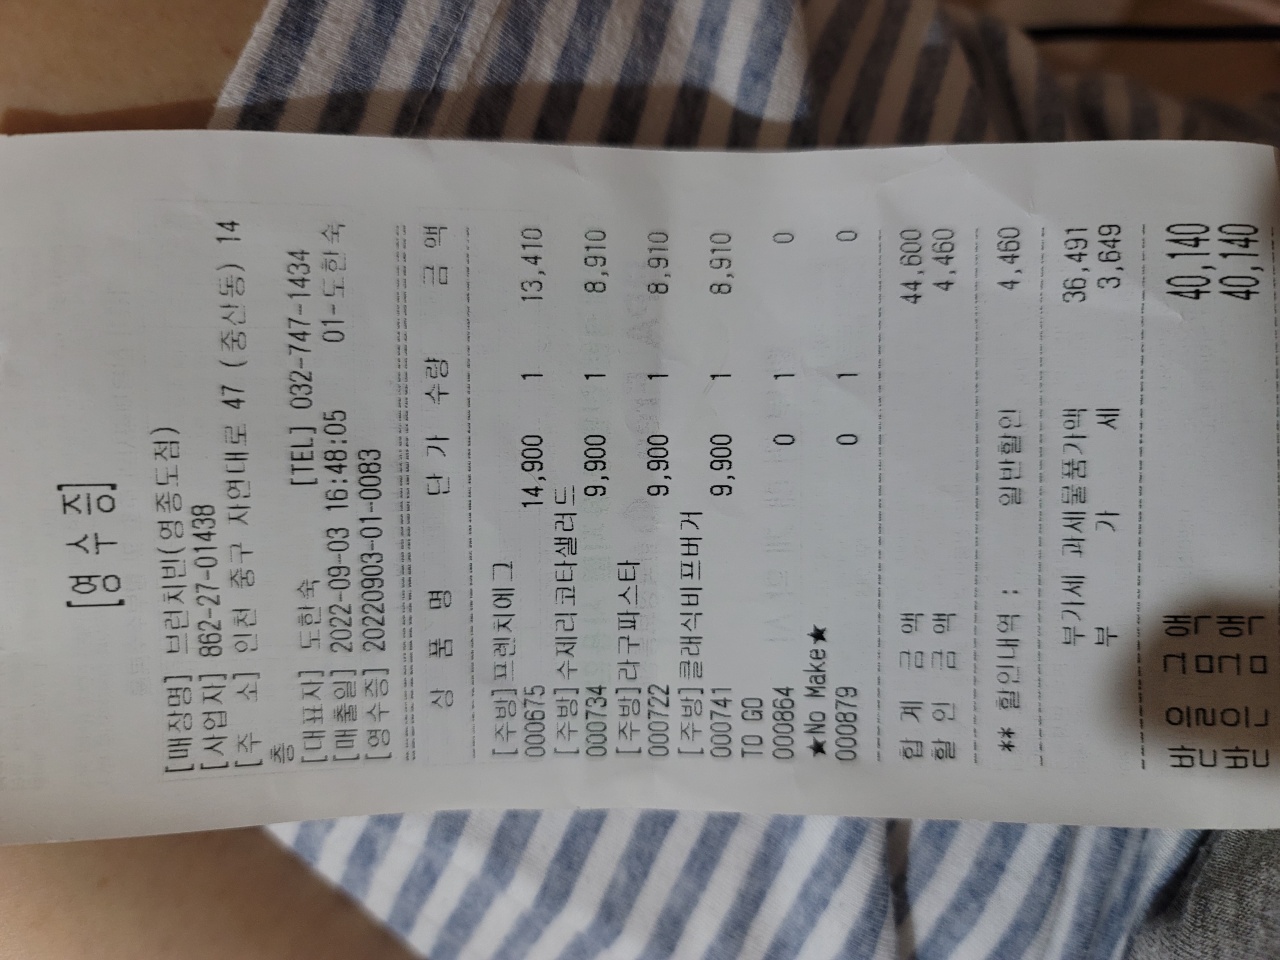 [영 수 증]
[매장명] 브런치빈(영종도점)
[사업자] 862-27-01438
[주 소] 인천 중구 자연대로 47 (중산동) 14
층
[대표자] 도한숙 [TEL] 032-747-1434
[매출일] 2022-09-03 16:48:05 01-도한숙
[영수증] 20220903-01-0083
상 품 명 단 가 수량 금 액
[주방]프렌치에그
000675 14,900 1 13,410
[주방]수제리코타샐러드
000734 9,900 1 8,910
[주방]라구파스타
000722 9,900 1 8,910
[주방]클래식비프버거
000741 9,900 1 8,910
TO GO
000864 0 1 0
★No Make★
000879 0 1 0
합 계 금 액 44,600
할 인 금 액 4,460
** 할인내역 : 일반할인 4,460
부가세 과세물품가액 36,491
부 가 세 3,649
40,140
받 은 금 액 40,140